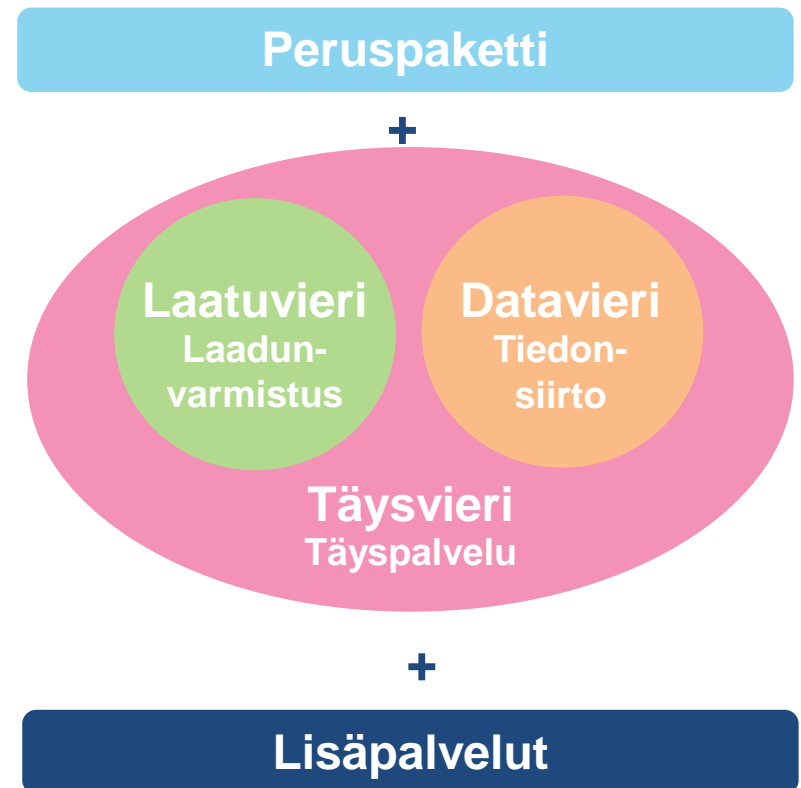 Peruspaketti
+
Laatuvieri
Laadun-
varmistus
Datavieri
Tiedon-
siirto
Täysvieri
Täyspalvelu
+
Lisäpalvelut